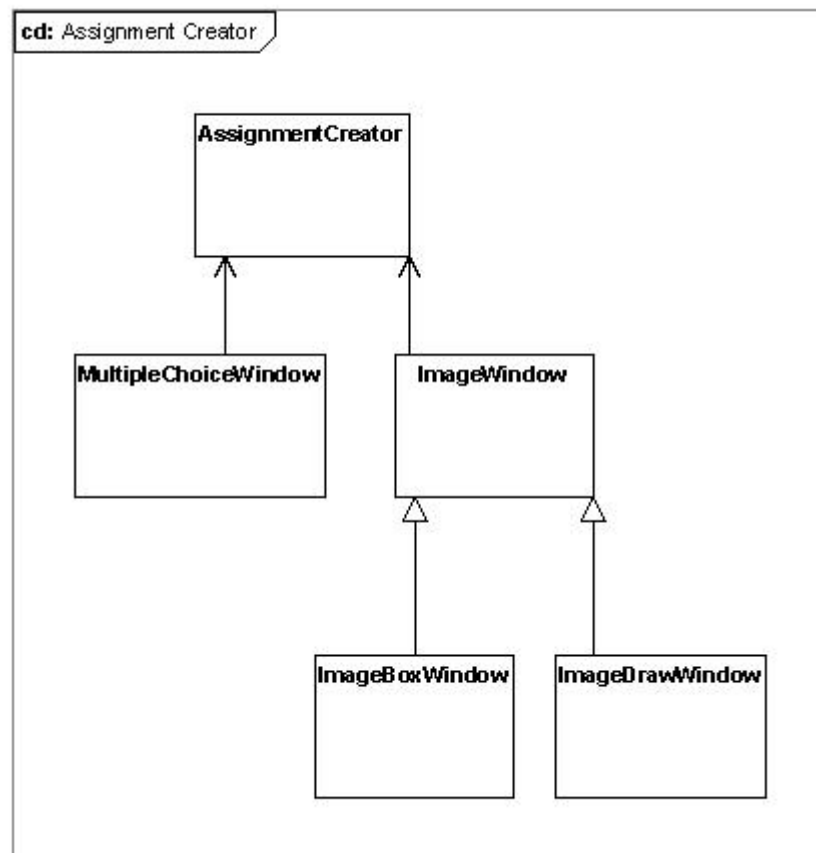 cd: Assignment Creator
AssignmentCreator
MultipleChoiceWindow
ImageWindow
ImageBoxWindow
ImageDrawWindow